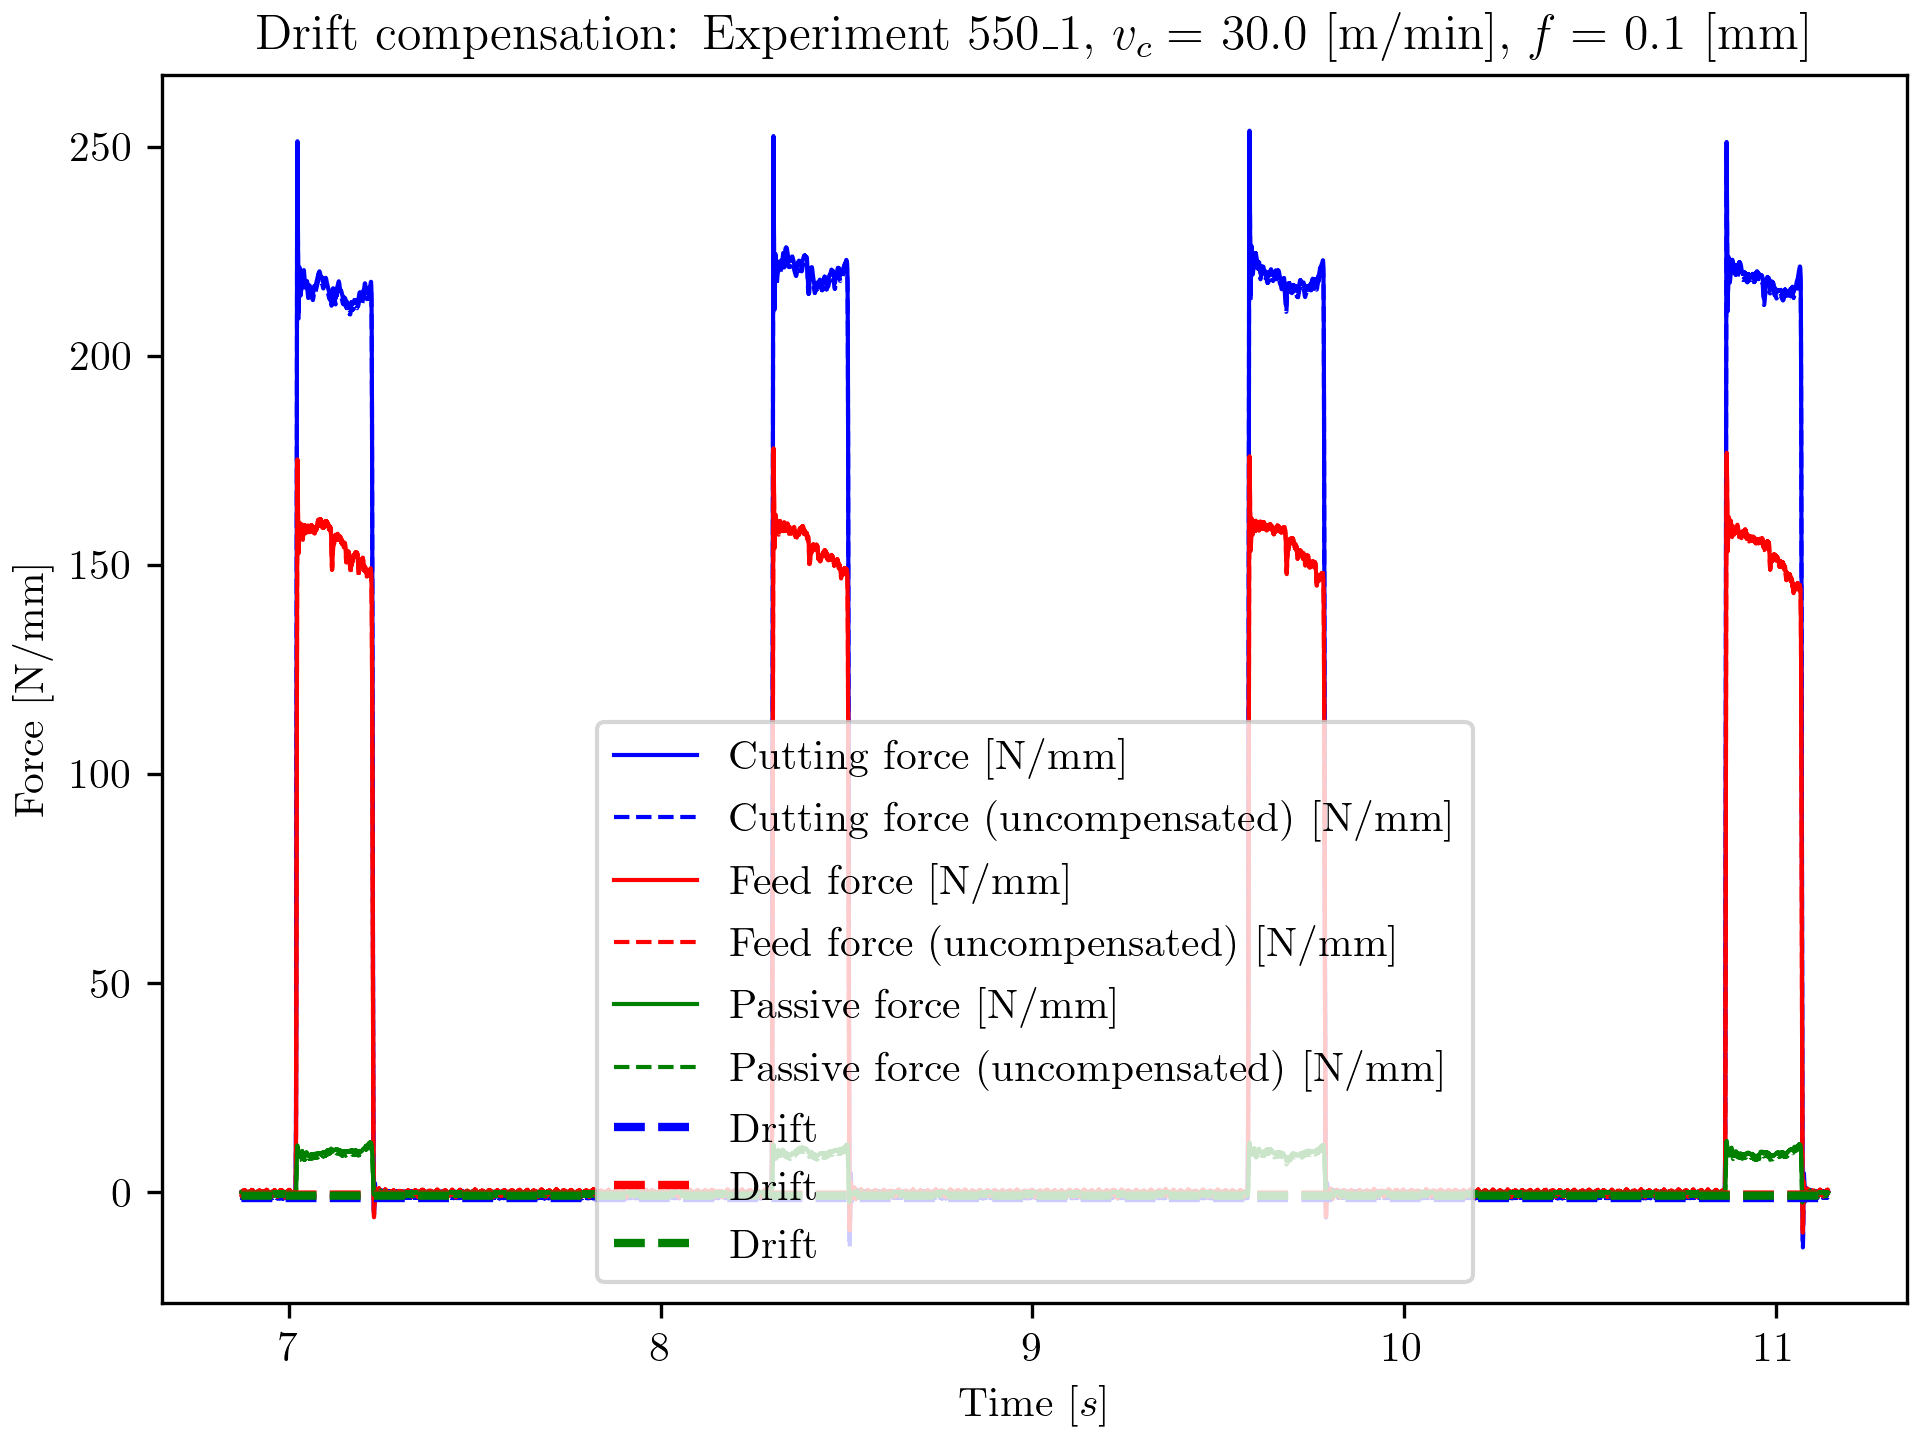 Drift compensation: Experiment 550_1, v_c = 30.0 [m/min], f = 0.1 [mm]
250
200
150
100
50
0
Force [N/mm]
Cutting force [N/mm]
Cutting force (uncompensated) [N/mm]
Feed force [N/mm]
Feed force (uncompensated) [N/mm]
Passive force [N/mm]
Passive force (uncompensated) [N/mm]
Drift
Drift
Drift
7 8 9 10 11
Time [s]